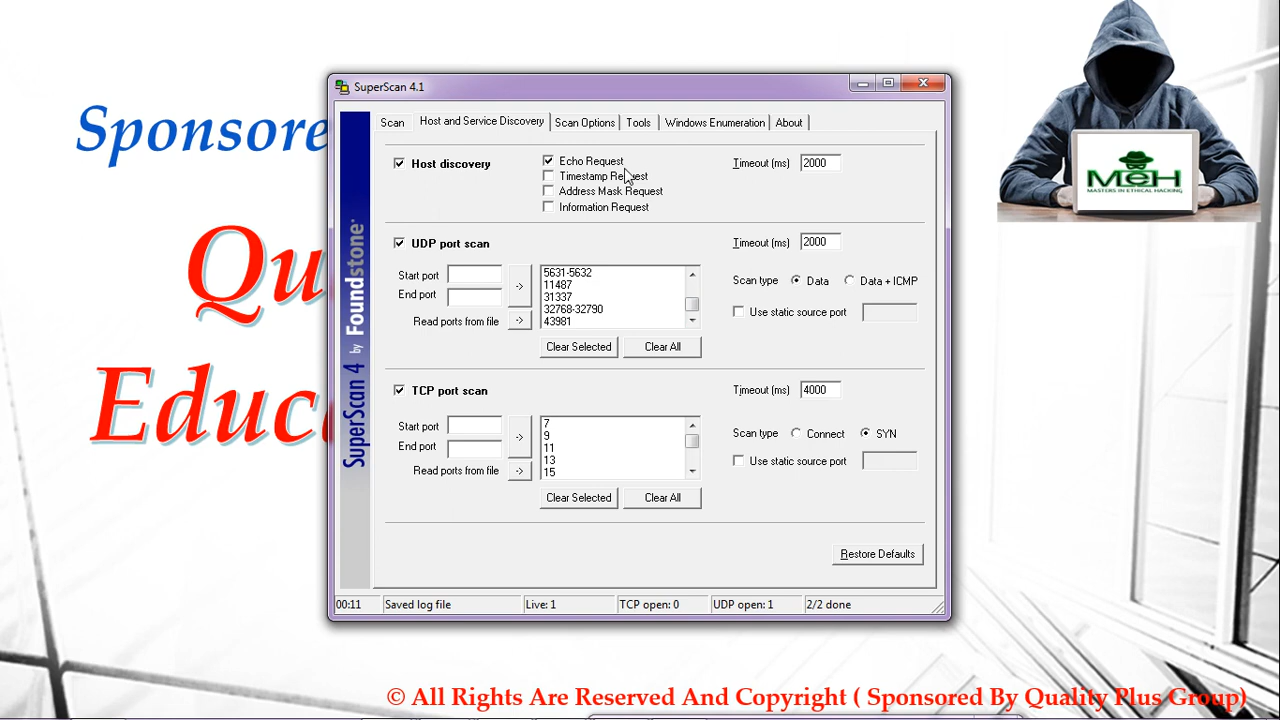 SuperScan 4.1
Scan
Host and Service Discovery
Scan Options
Tools
Windows Enumeration
About
Host discovery
Echo Request
Timestamp Request
Address Mask Request
Information Request
Timeout (ms) 2000
UDP port scan
Timeout (ms) 2000
Start port
End port
Read ports from file
->
->
5631-5632
11487
31337
32768-32790
43981
Scan type Data Data + ICMP
Use static source port
Clear Selected
Clear All
TCP port scan
Timeout (ms) 4000
Start port
End port
Read ports from file
->
->
7
9
11
13
15
Scan type Connect SYN
Use static source port
Clear Selected
Clear All
Restore Defaults
00:11
Saved log file
Live: 1
TCP open: 0
UDP open: 1
2/2 done
SuperScan 4 by Foundstone
Sponsore
Qu
Educ
MeH
MASTERS IN ETHICAL HACKING
© All Rights Are Reserved And Copyright ( Sponsored By Quality Plus Group)